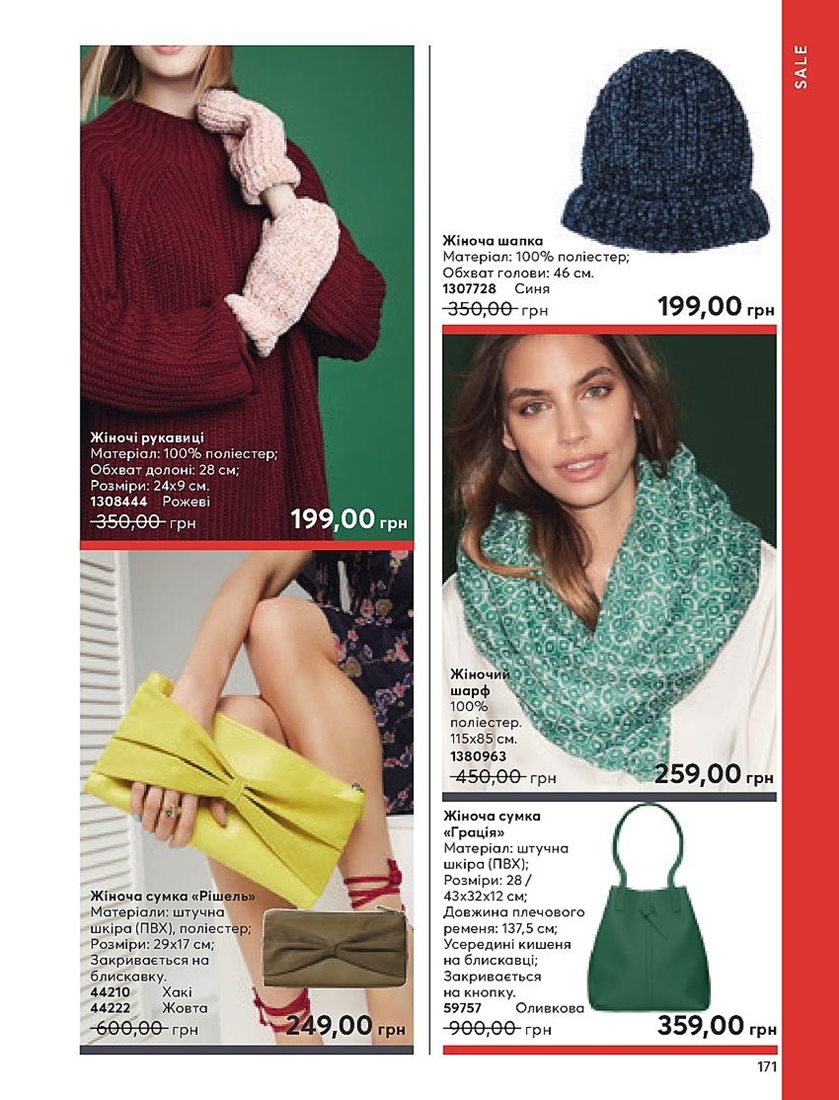 SALE
Жіночі рукавиці
Матеріал: 100% поліестер;
Обхват долоні: 28 см;
Розміри: 24х9 см.
1308444 Рожеві
350,00 грн
199,00 грн
Жіноча сумка «Рішель»
Матеріали: штучна
шкіра (ПВХ), поліестер;
Розміри: 29х17 см;
Закривається на
блискавку.
44210 Хакі
44222 Жовта
600,00 грн
249,00 грн
Жіноча шапка
Матеріал: 100% поліестер;
Обхват голови: 46 см.
1307728 Синя
350,00 грн
199,00 грн
Жіночий
шарф
100%
поліестер.
115х85 см.
1380963
450,00 грн
259,00 грн
Жіноча сумка
«Грація»
Матеріал: штучна
шкіра (ПВХ);
Розміри: 28 /
43х32х12 см;
Довжина плечового
ременя: 137,5 см;
Усередині кишеня
на блискавці;
Закривається
на кнопку.
59757 Оливкова
900,00 грн
359,00 грн
171